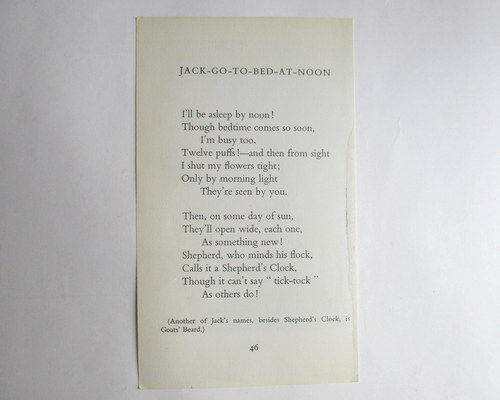 JACK-GO-TO-BED-AT-NOON
I'll be asleep by noon!
Though bedtime comes so soon,
I'm busy too,
Twelve puffs!—and then from sight
I shut my flowers tight;
Only by morning light
They're seen by you.
Then, on some day of sun,
They'll open wide, each one,
As something new!
Shepherd, who minds his flock,
Calls it a Shepherd's Clock,
Though it can't say " tick-tock "
As others do!
(Another of Jack's names, besides Shepherd's Clock, is
Goats' Beard.)
46